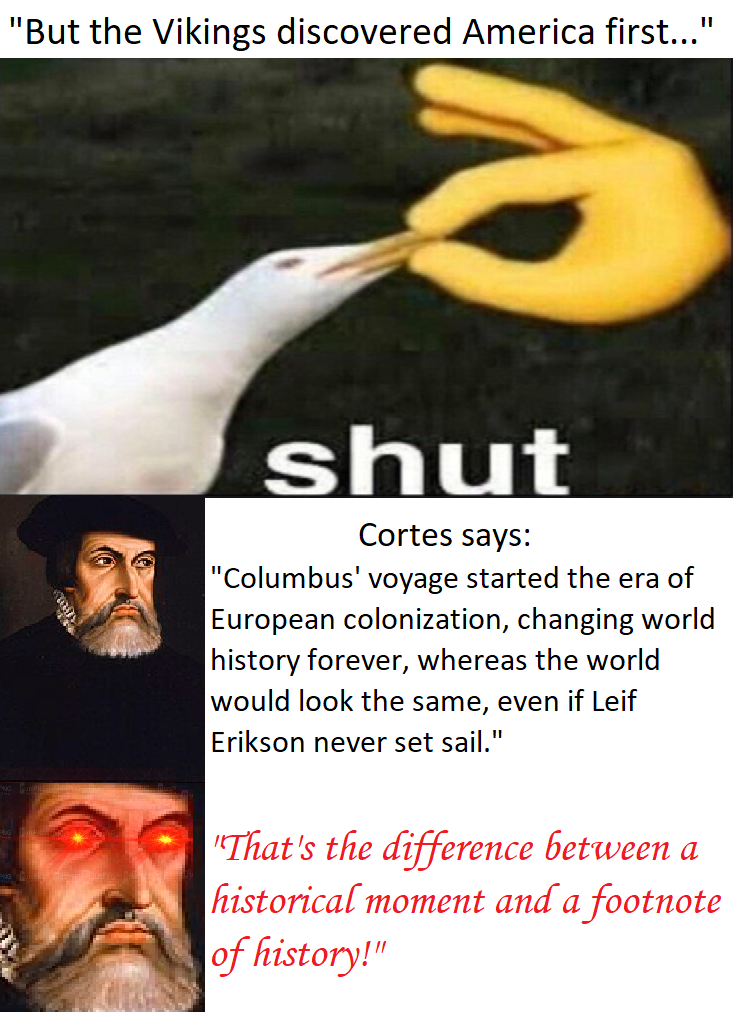 "But the Vikings discovered America first..."
shut
Cortes says:
"Columbus' voyage started the era of
European colonization, changing world
history forever, whereas the world
would look the same, even if Leif
Erikson never set sail."
"That's the difference between a
historical moment and a footnote
of history!"